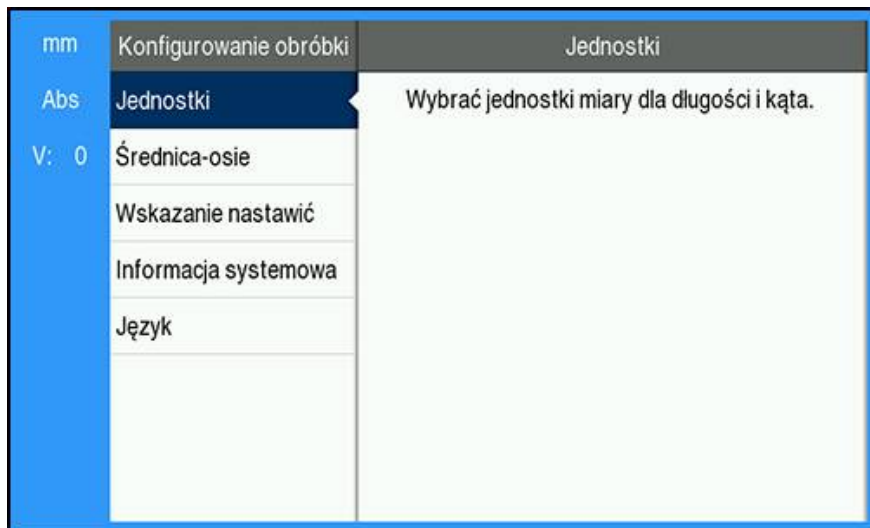 mm
Konfigurowanie obróbki
Jednostki
Abs
Jednostki
Wybrać jednostki miary dla długości i kąta.
V: 0
Średnica-osie
Wskazanie nastawić
Informacja systemowa
Język